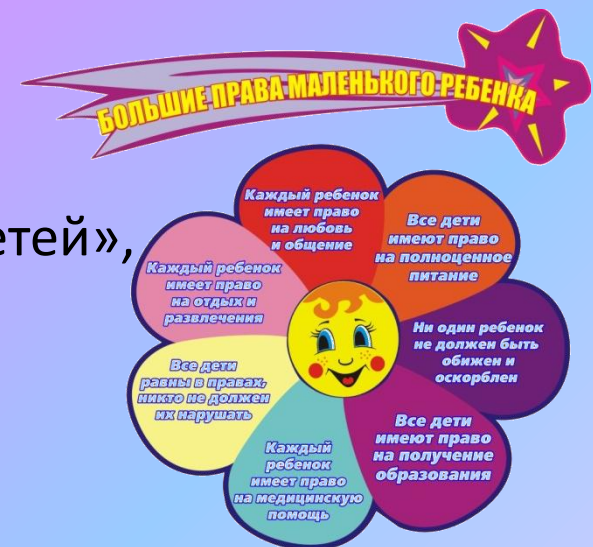 БОЛЬШИЕ ПРАВА МАЛЕНЬКОГО РЕБЕНКА
етей»,
Каждый ребенок
имеет право
на любовь
и общение
Все дети
имеют право
на полноценное
питание
Ни один ребенок
не должен быть
обижен и
оскорблен
Все дети
имеют право
на получение
образования
Каждый
ребенок
имеет право
на медицинскую
помощь
Все дети
равны в правах,
никто не должен
их нарушать
Каждый ребенок
имеет право
на отдых и
развлечения